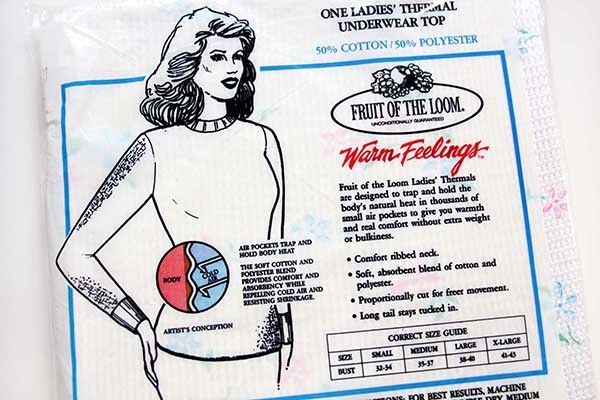 ONE LADIES' THERMAL
UNDERWEAR TOP
50% COTTON/50% POLYESTER
FRUIT OF THE LOOM.
UNCONDITIONALLY GUARANTEED
Warm Feelings™
Fruit of the Loom Ladies' Thermals
are designed to trap and hold the
body's natural heat in thousands of
small air pockets to give you warmth
and real comfort without extra weight
or bulkiness.
• Comfort ribbed neck.
• Soft, absorbent blend of cotton and
polyester.
• Proportionally cut for freer movement.
• Long tail stays tucked in.
AIR POCKETS TRAP AND
HOLD BODY HEAT
THE SOFT COTTON AND
POLYESTER BLEND
PROVIDES COMFORT AND
ABSORBENCY WHILE
REPELLING COLD AIR AND
RESISTING SHRINKAGE.
BODY
COLD
AIR
ARTIST'S CONCEPTION
CORRECT SIZE GUIDE
SIZE SMALL MEDIUM LARGE X-LARGE
BUST 32-34 35-37 38-40 41-43
FOR BEST RESULTS, MACHINE
DRY MEDIUM